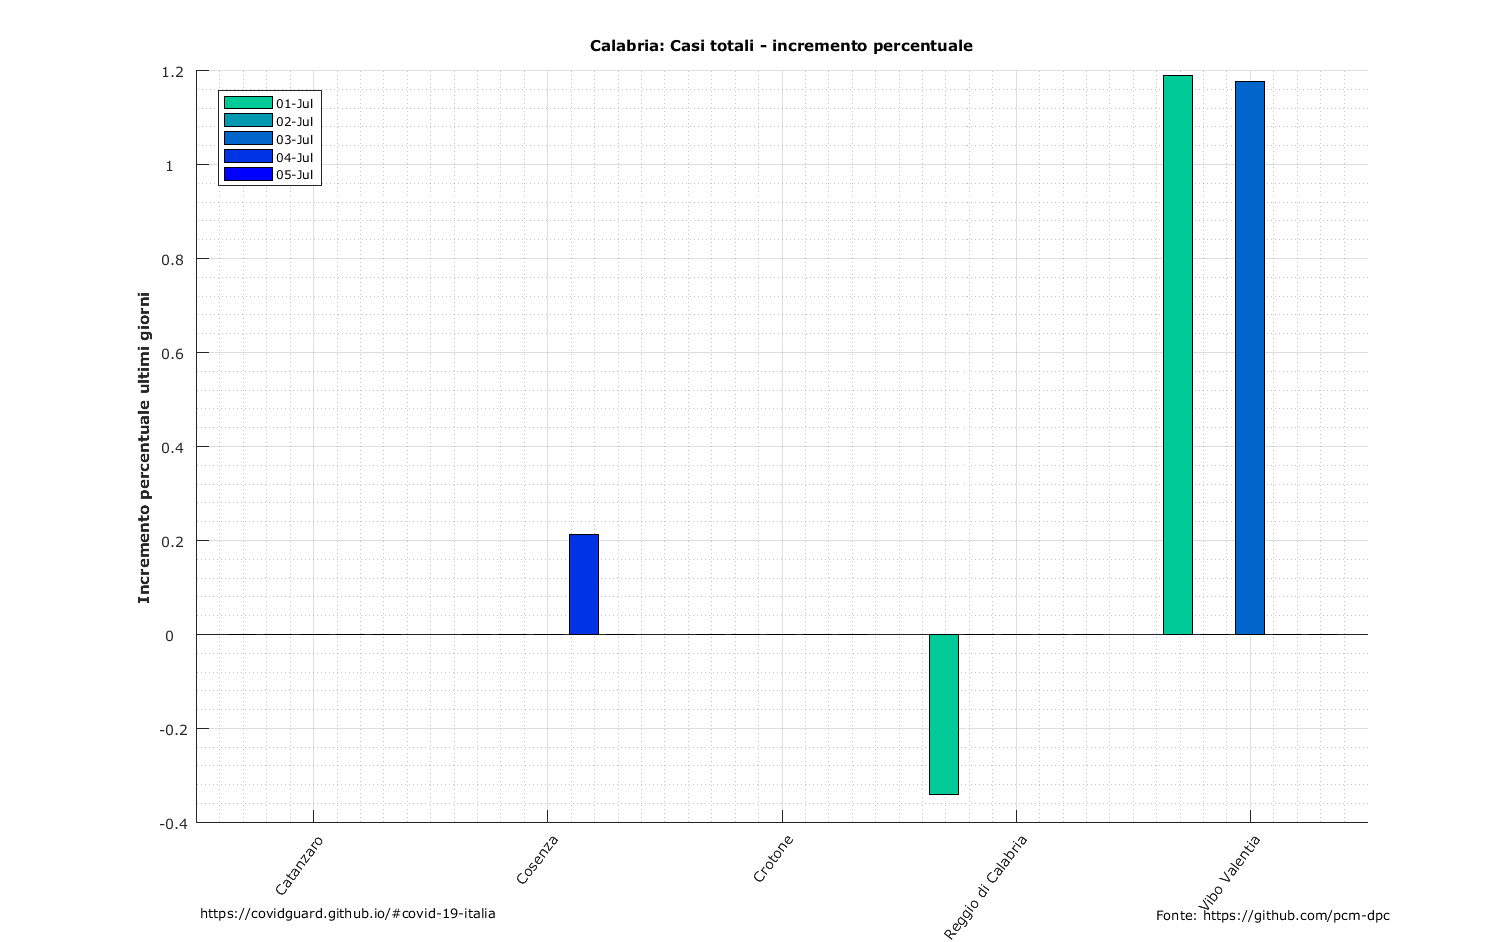 Calabria: Casi totali - incremento percentuale
01-Jul
02-Jul
03-Jul
04-Jul
05-Jul
Incremento percentuale ultimi giorni
1.2
1
0.8
0.6
0.4
0.2
0
-0.2
-0.4
Catanzaro
Cosenza
Crotone
Reggio di Calabria
Vibo Valentia
https://covidguard.github.io/#covid-19-italia
Fonte: https://github.com/pcm-dpc